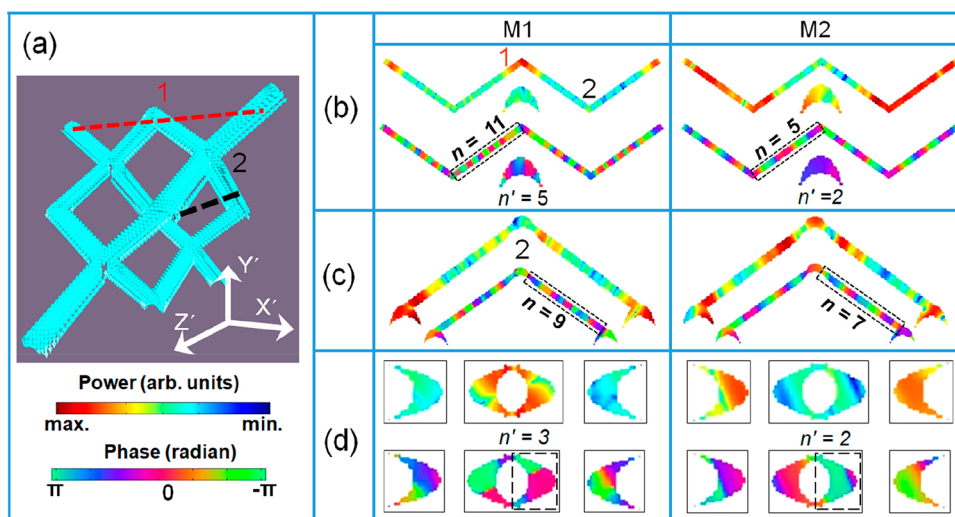 M1
M2
(a)
1
2
Y´
X´
Z´
Power (arb. units)
max.
min.
Phase (radian)
π
0
-π
(b)
1
2
n = 11
n' = 5
n = 5
n' =2
(c)
2
n = 9
n = 7
(d)
n' = 3
n' = 2